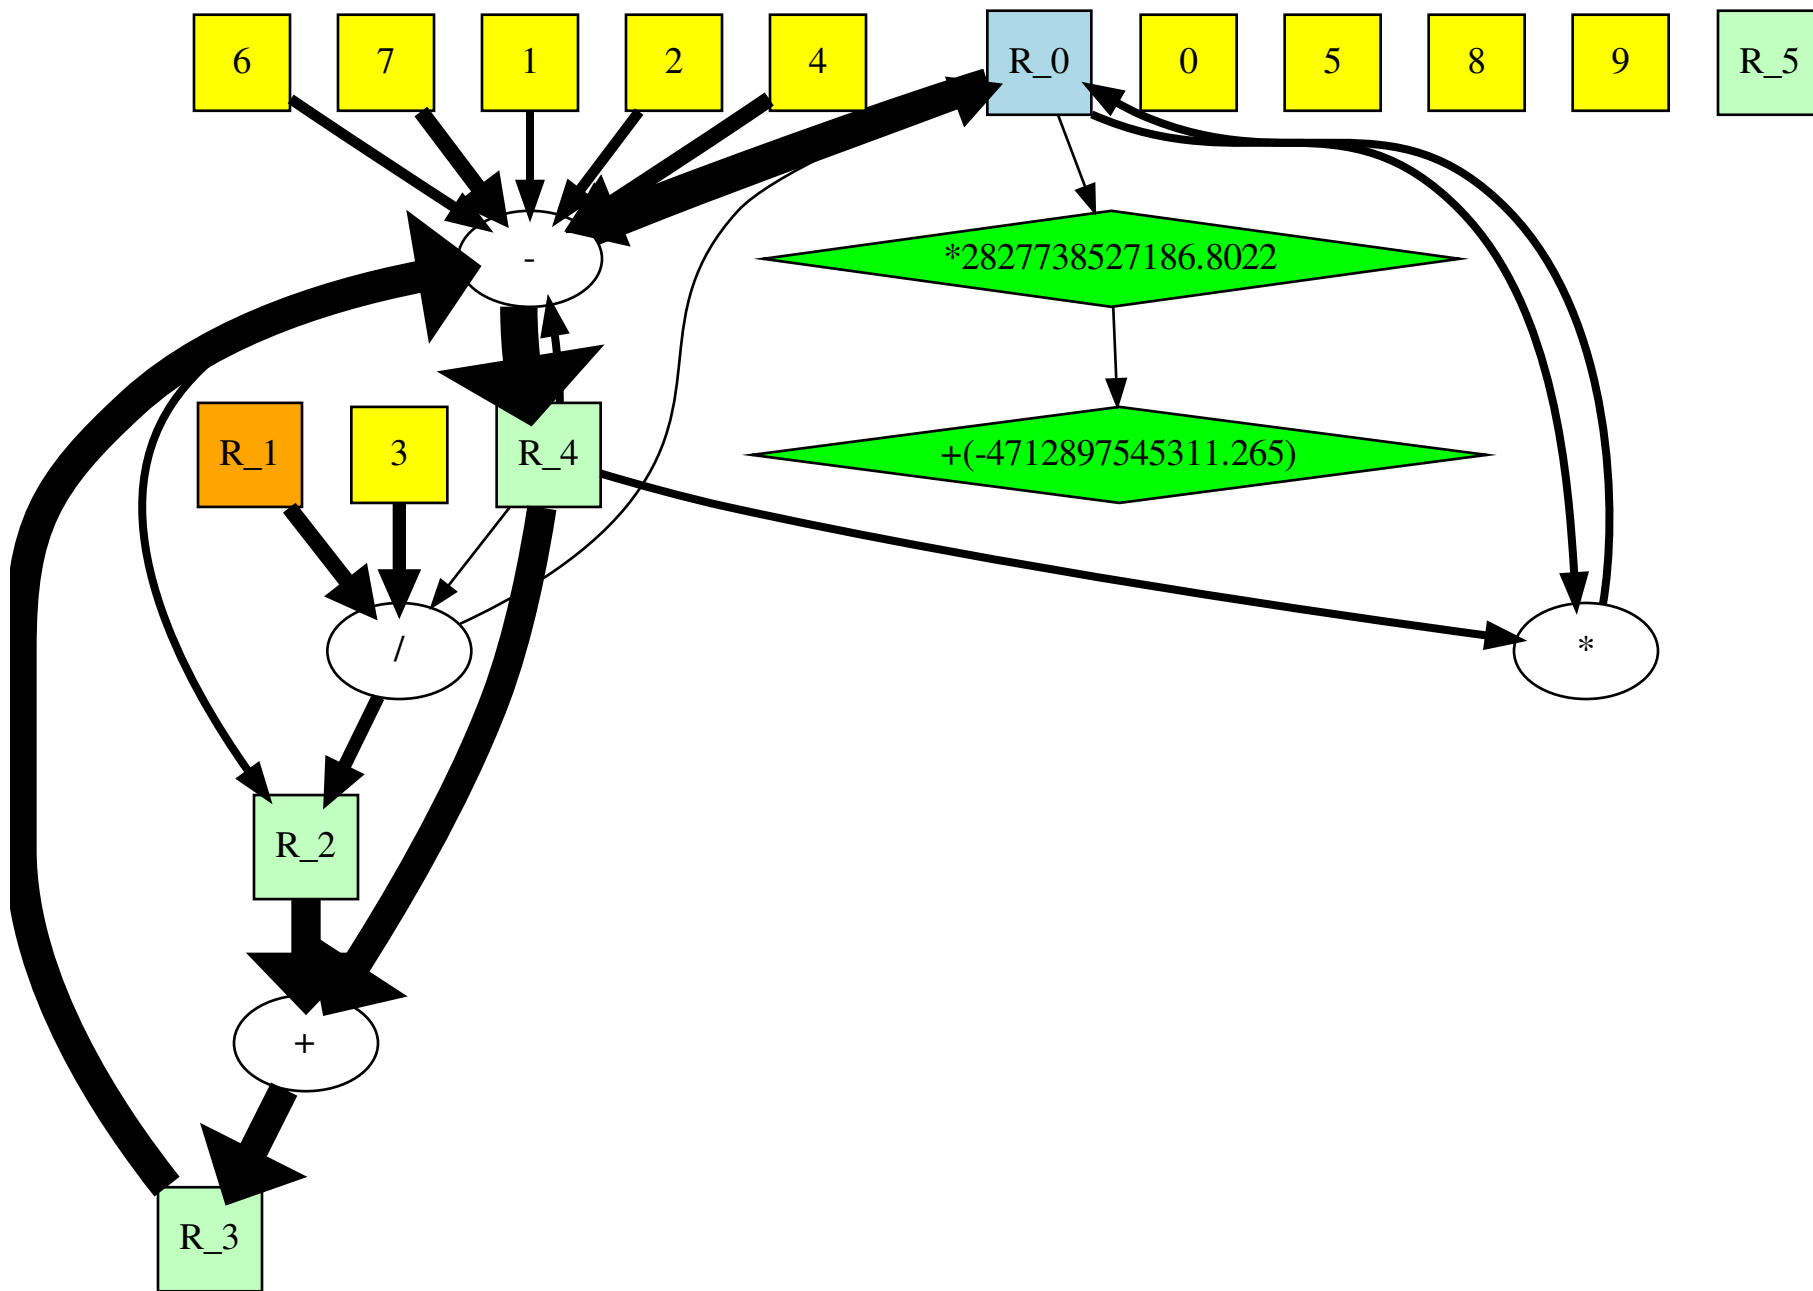 6 7 1 2 4 R_0 0 5 8 9 R_5
- *2827738527186.8022
R_1 3 R_4 +(-4712897545311.265)
/ *
R_2
+
R_3